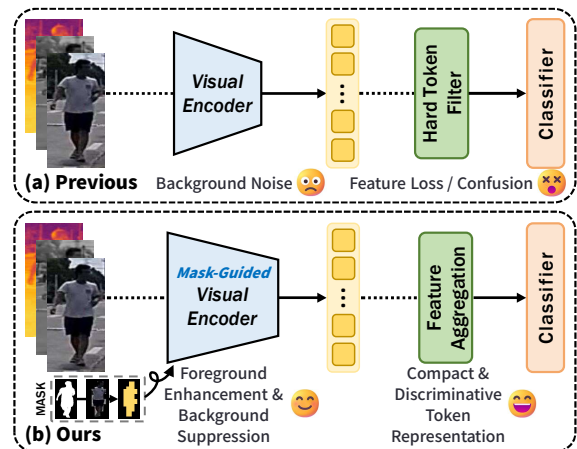 Visual
Encoder
Hard Token
Filter
Classifier
(a) Previous
Background Noise
Feature Loss / Confusion
Mask-Guided
Visual
Encoder
Feature
Aggregation
Classifier
MASK
Foreground
Enhancement &
Background
Suppression
Compact &
Discriminative
Token
Representation
(b) Ours